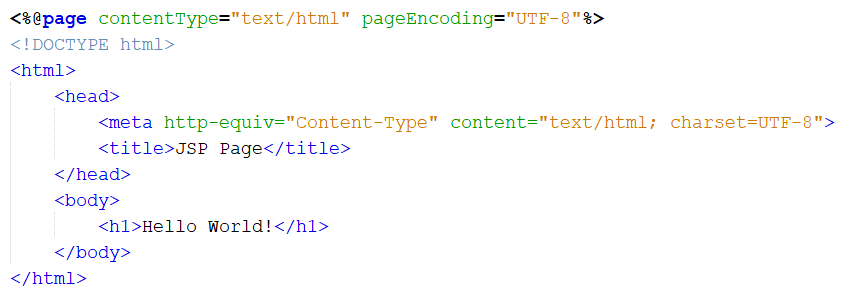 <%@page contentType="text/html" pageEncoding="UTF-8"%>
<!DOCTYPE html>
<html>
    <head>
        <meta http-equiv="Content-Type" content="text/html; charset=UTF-8">
        <title>JSP Page</title>
    </head>
    <body>
        <h1>Hello World!</h1>
    </body>
</html>